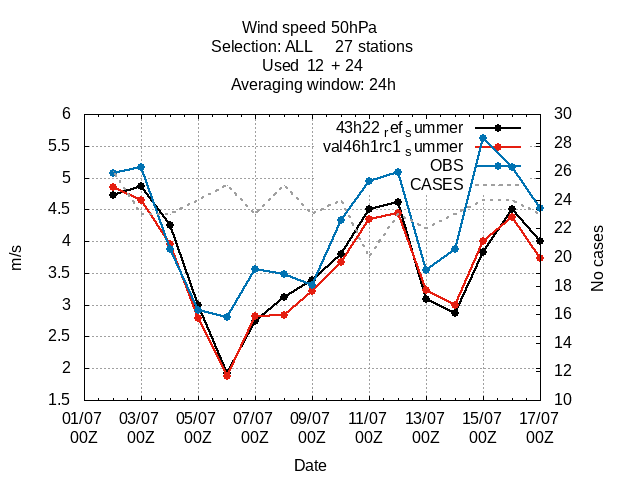 Wind speed 50hPa
Selection: ALL 27 stations
Used 12 + 24
Averaging window: 24h
43h22 ref summer
val46h1rc1 summer
OBS
CASES
6
5.5
5
4.5
4
3.5
3
2.5
2
1.5
m/s
30
28
26
24
22
20
18
16
14
12
10
No cases
01/07 03/07 05/07 07/07 09/07 11/07 13/07 15/07 17/07
00Z 00Z 00Z 00Z 00Z 00Z 00Z 00Z 00Z
Date